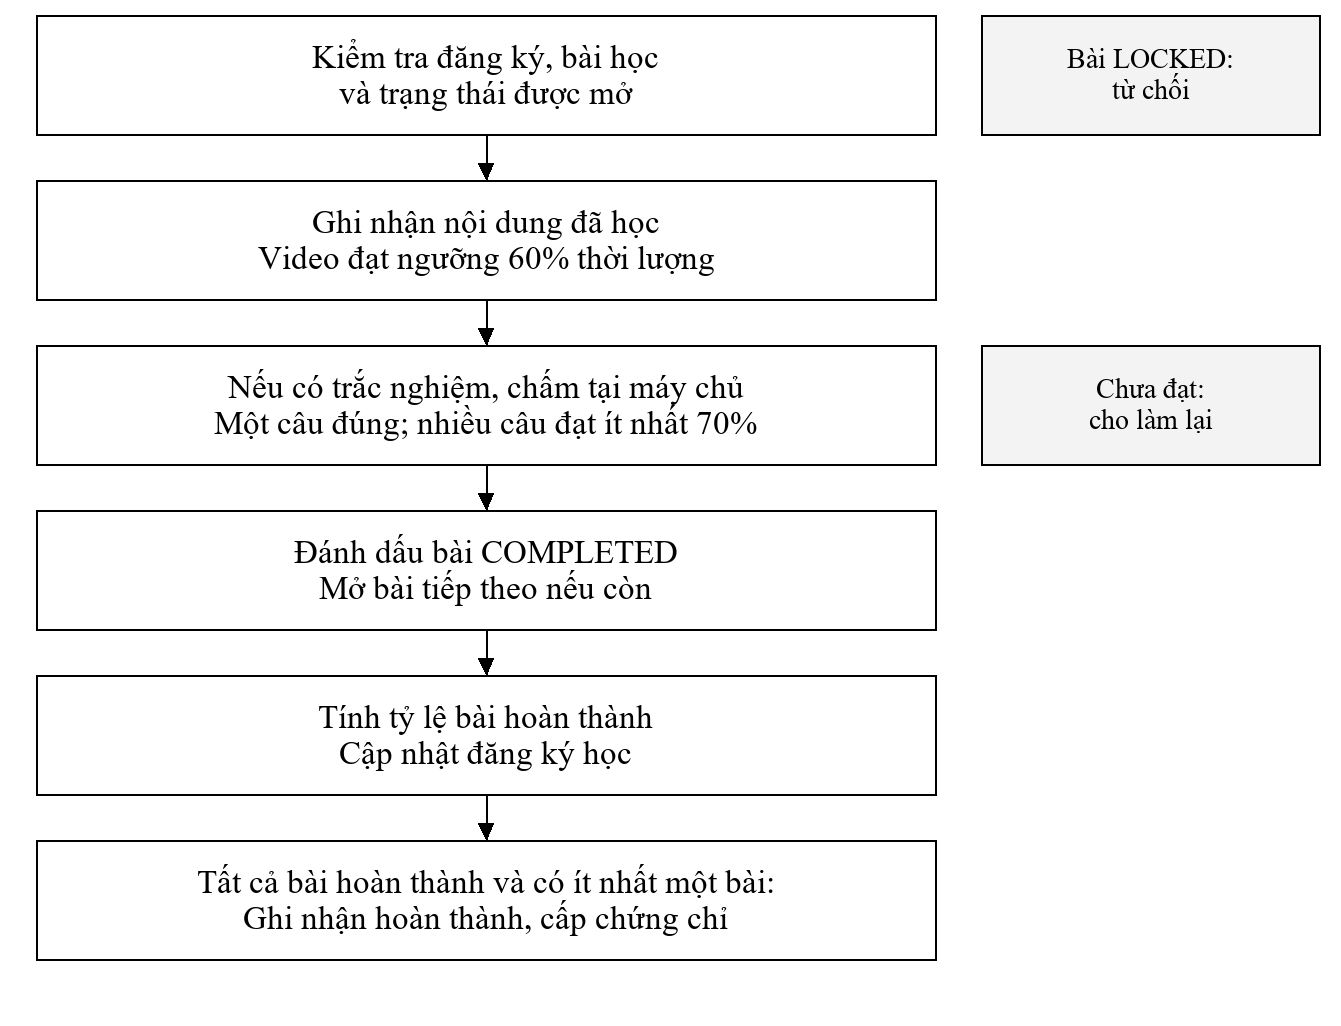 Kiểm tra đăng ký, bài học
và trạng thái được mở
Bài LOCKED:
từ chối
Ghi nhận nội dung đã học
Video đạt ngưỡng 60% thời lượng
Nếu có trắc nghiệm, chấm tại máy chủ
Một câu đúng; nhiều câu đạt ít nhất 70%
Chưa đạt:
cho làm lại
Đánh dấu bài COMPLETED
Mở bài tiếp theo nếu còn
Tính tỷ lệ bài hoàn thành
Cập nhật đăng ký học
Tất cả bài hoàn thành và có ít nhất một bài:
Ghi nhận hoàn thành, cấp chứng chỉ